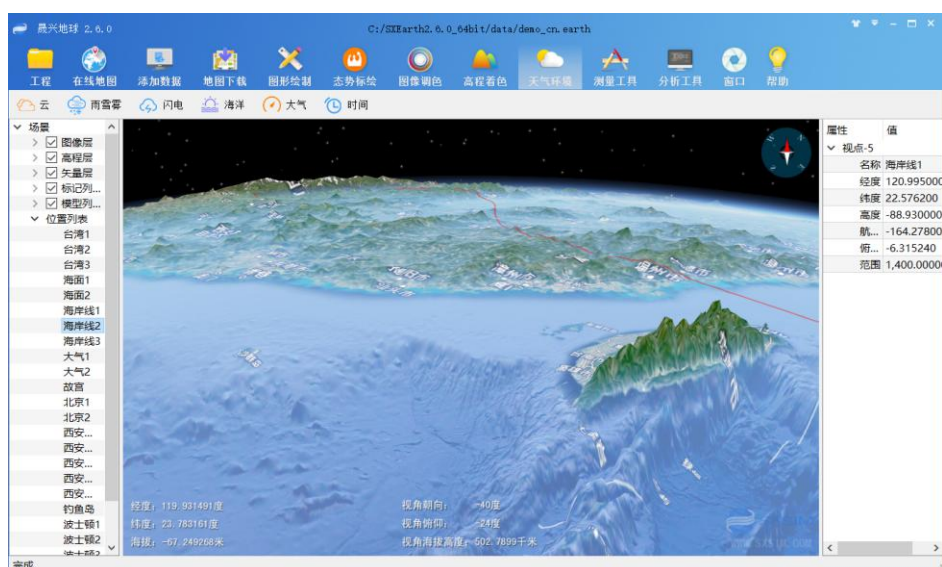 晟兴地球 2.6.0
C:/SXEarth2.6.0_64bit/data/demo_cn.earth
工程 在线地图 添加数据 地图下载 图形绘制 态势标绘 图像调色 高程着色 天气环境 测量工具 分析工具 窗口 帮助
云 雨雪雾 闪电 海洋 大气 时间
场景
图像层
高程层
矢量层
标记列...
模型列...
位置列表
台湾1
台湾2
台湾3
海面1
海面2
海岸线1
海岸线2
海岸线3
大气1
大气2
故宫
北京1
北京2
西安...
西安...
西安...
西安...
西安...
钓鱼岛
波士顿1
波士顿2
波士顿3
属性 值
视点-5
名称 海岸线1
经度 120.995000
纬度 22.576200
高度 -88.930000
航... -164.27800
俯... -6.315240
范围 1,400.0000
经度: 119.931491度
纬度: 23.783161度
海拔: -67.249268米
视角朝向: -40度
视角俯仰: -24度
视角海拔高度: 502.7899千米
完成